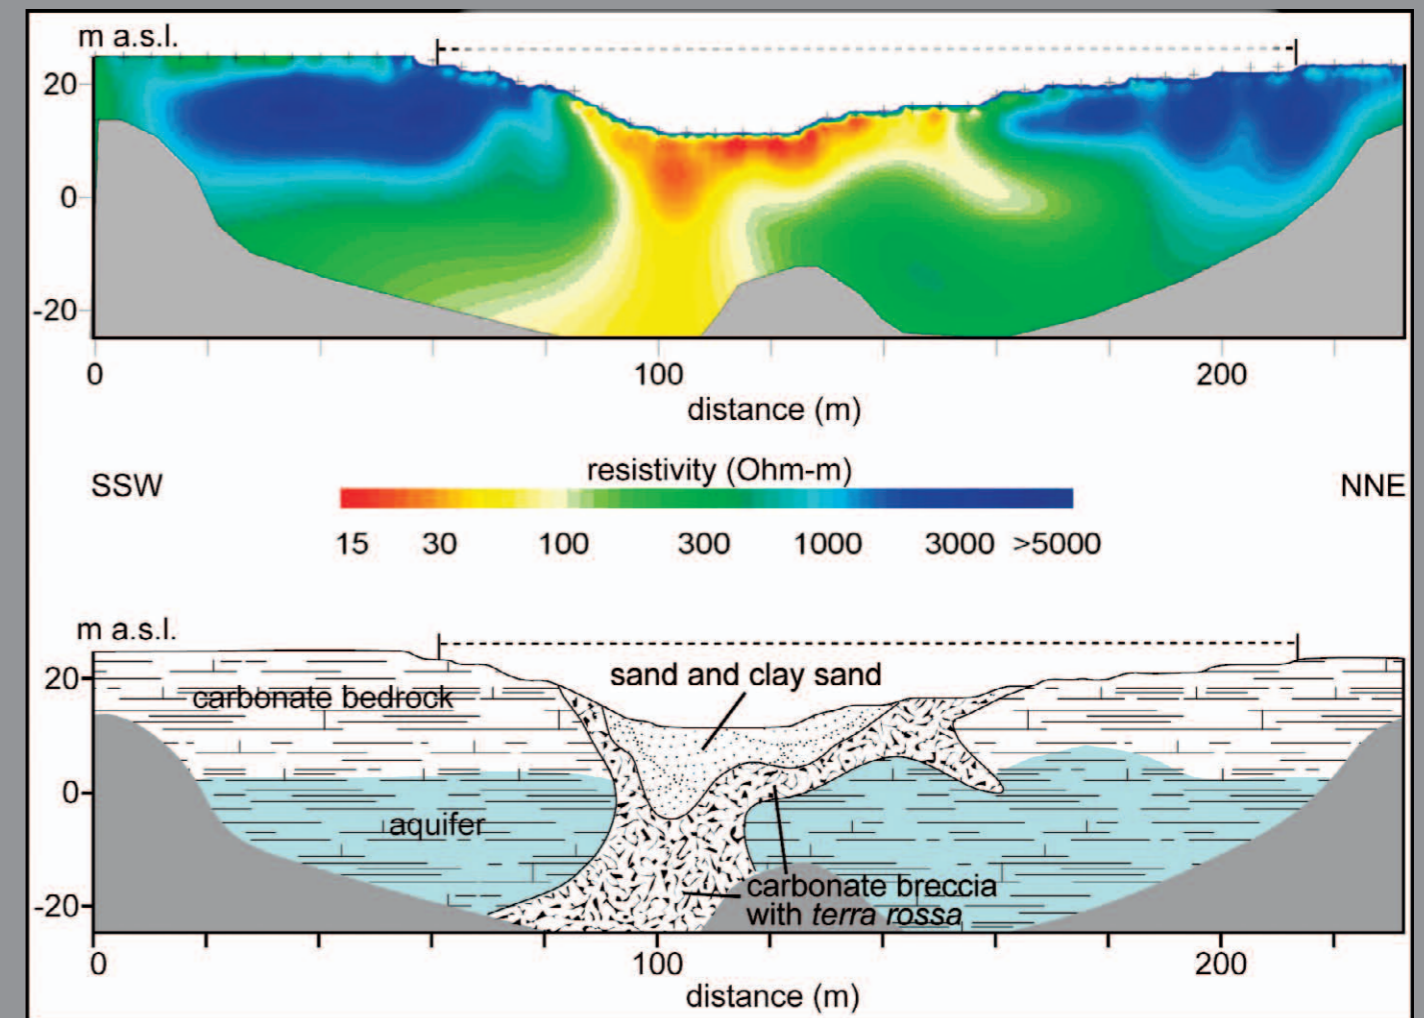 m a.s.l.
20
0
-20
0 100 200
distance (m)
SSW
resistivity (Ohm-m)
NNE
15 30 100 300 1000 3000 >5000
m a.s.l.
sand and clay sand
20
carbonate bedrock
0
aquifer
carbonate breccia
-20
with terra rossa
0 100 200
distance (m)